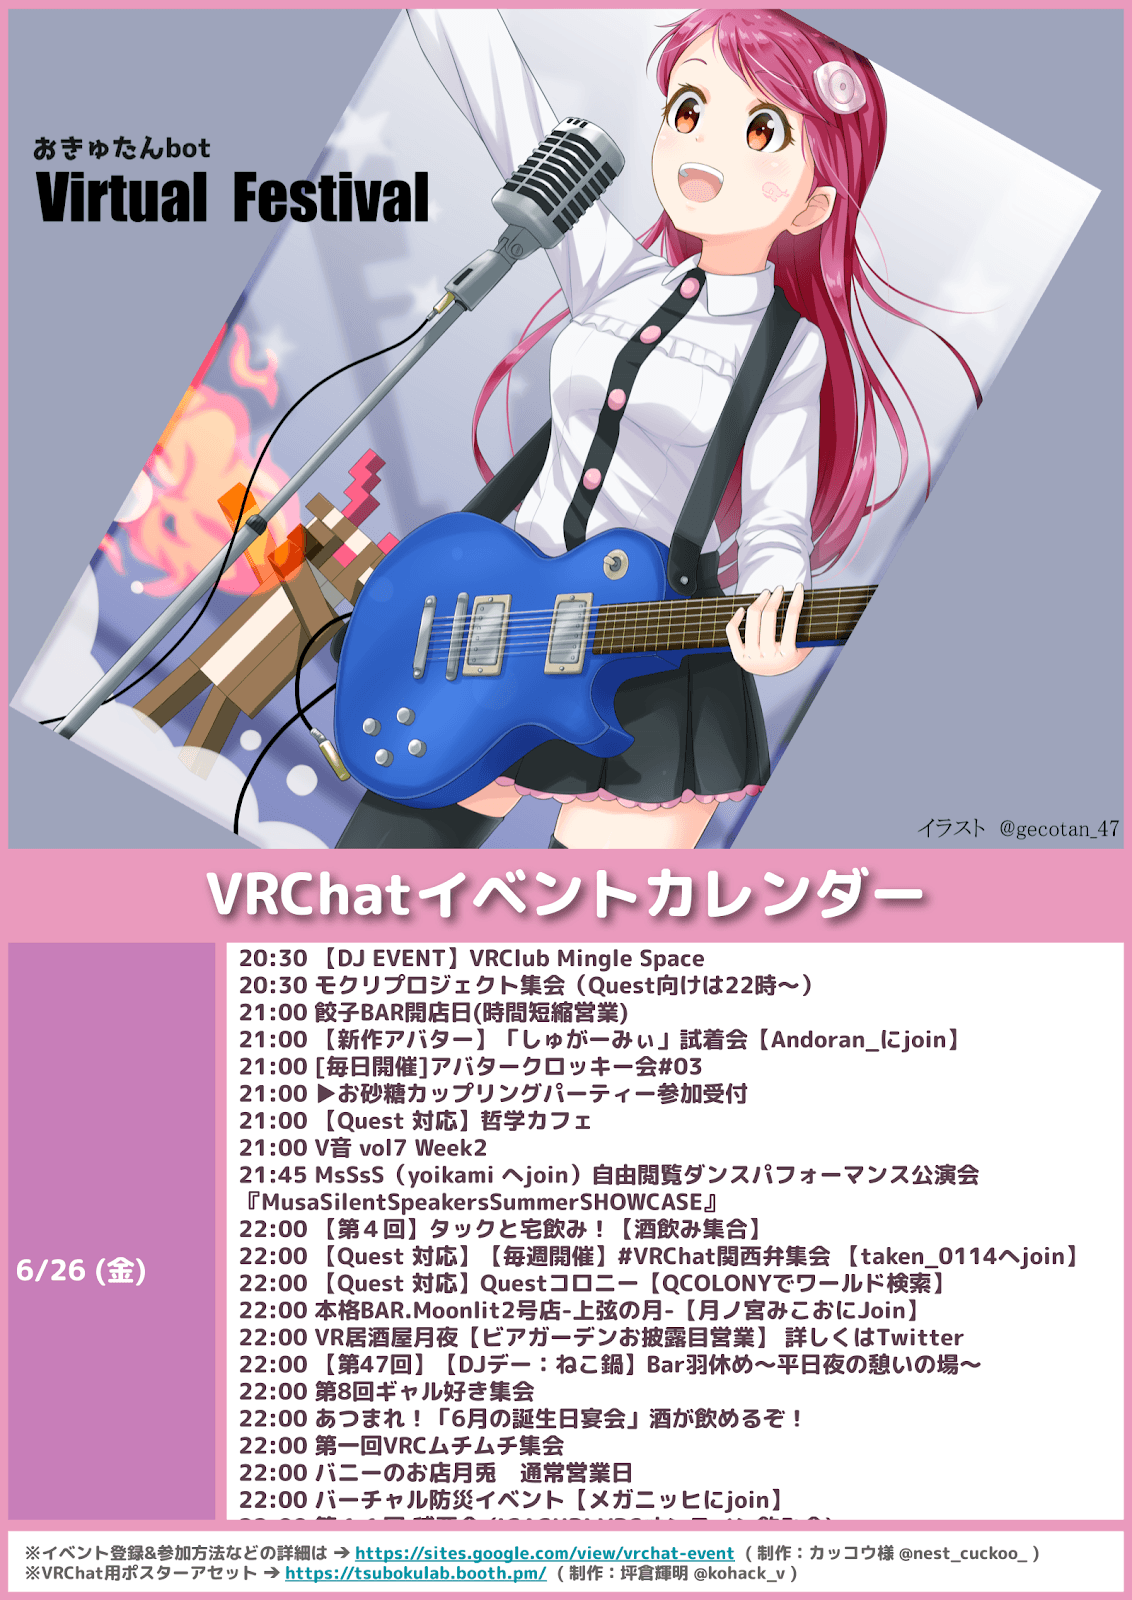 おきゅたんbot
Virtual Festival
イラスト @gecotan_47
VRChatイベントカレンダー
6/26 (金)
20:30 【DJ EVENT】VRClub Mingle Space
20:30 モクリプロジェクト集会（Quest向けは22時～）
21:00 餃子BAR開店日(時間短縮営業)
21:00 【新作アバター】「しゅがーみぃ」試着会【Andoran_にjoin】
21:00 [毎日開催]アバタークロッキー会#03
21:00 ▶お砂糖カップリングパーティー参加受付
21:00 【Quest 対応】哲学カフェ
21:00 V音 vol7 Week2
21:45 MsSsS（yoikami へjoin）自由閲覧ダンスパフォーマンス公演会
『MusaSilentSpeakersSummerSHOWCASE』
22:00 【第４回】タックと宅飲み！【酒飲み集合】
22:00 【Quest 対応】【毎週開催】#VRChat関西弁集会 【taken_0114へjoin】
22:00 【Quest 対応】Questコロニー【QCOLONYでワールド検索】
22:00 本格BAR.Moonlit2号店-上弦の月-【月ノ宮みこおにJoin】
22:00 VR居酒屋月夜【ビアガーデンお披露目営業】 詳しくはTwitter
22:00 【第47回】【DJデー：ねこ鍋】Bar羽休め～平日夜の憩いの場～
22:00 第8回ギャル好き集会
22:00 あつまれ！「6月の誕生日宴会」酒が飲めるぞ！
22:00 第一回VRCムチムチ集会
22:00 バニーのお店月兎　通常営業日
22:00 バーチャル防災イベント【メガニッヒにjoin】
※イベント登録&参加方法などの詳細は ➔ https://sites.google.com/view/vrchat-event （ 制作：カッコウ様 @nest_cuckoo_ ）
※VRChat用ポスターアセット ➔ https://tsubokulab.booth.pm/ （ 制作：坪倉輝明 @kohack_v ）